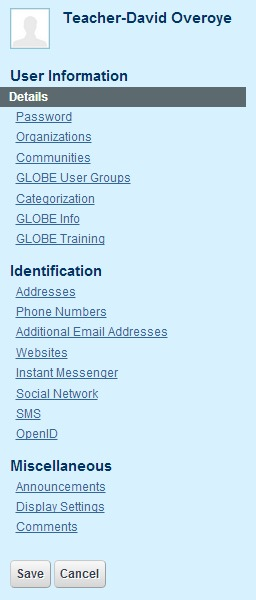 Teacher-David Overoye
User Information
Details
Password
Organizations
Communities
GLOBE User Groups
Categorization
GLOBE Info
GLOBE Training
Identification
Addresses
Phone Numbers
Additional Email Addresses
Websites
Instant Messenger
Social Network
SMS
OpenID
Miscellaneous
Announcements
Display Settings
Comments
Save Cancel